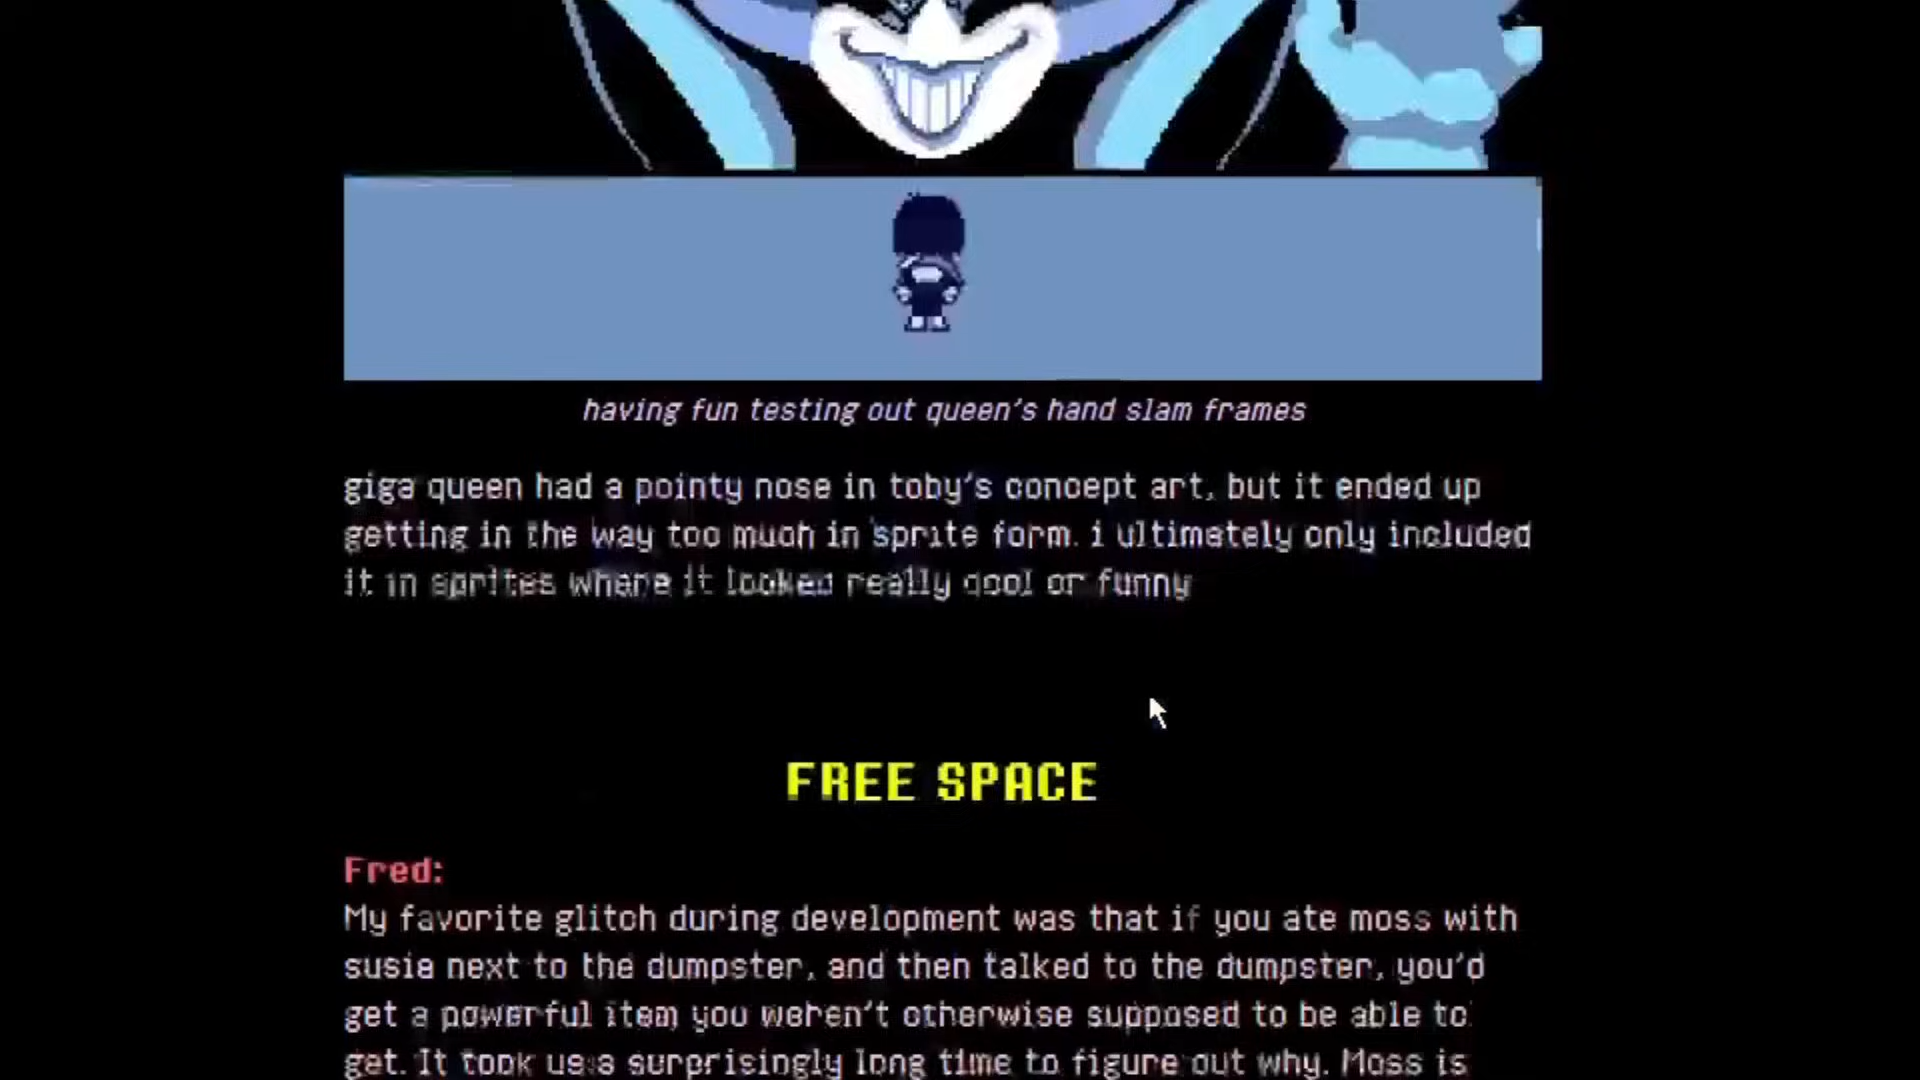 having fun testing out queen's hand slam frames
giga queen had a pointy nose in toby's concept art, but it ended up
getting in the way too much in sprite form. i ultimately only included
it in sprites where it looked really cool or funny
FREE SPACE
Fred:
My favorite glitch during development was that if you ate moss with
susie next to the dumpster, and then talked to the dumpster, you'd
get a powerful item you weren't otherwise supposed to be able to
get. It took us a surprisingly long time to figure out why. Moss is